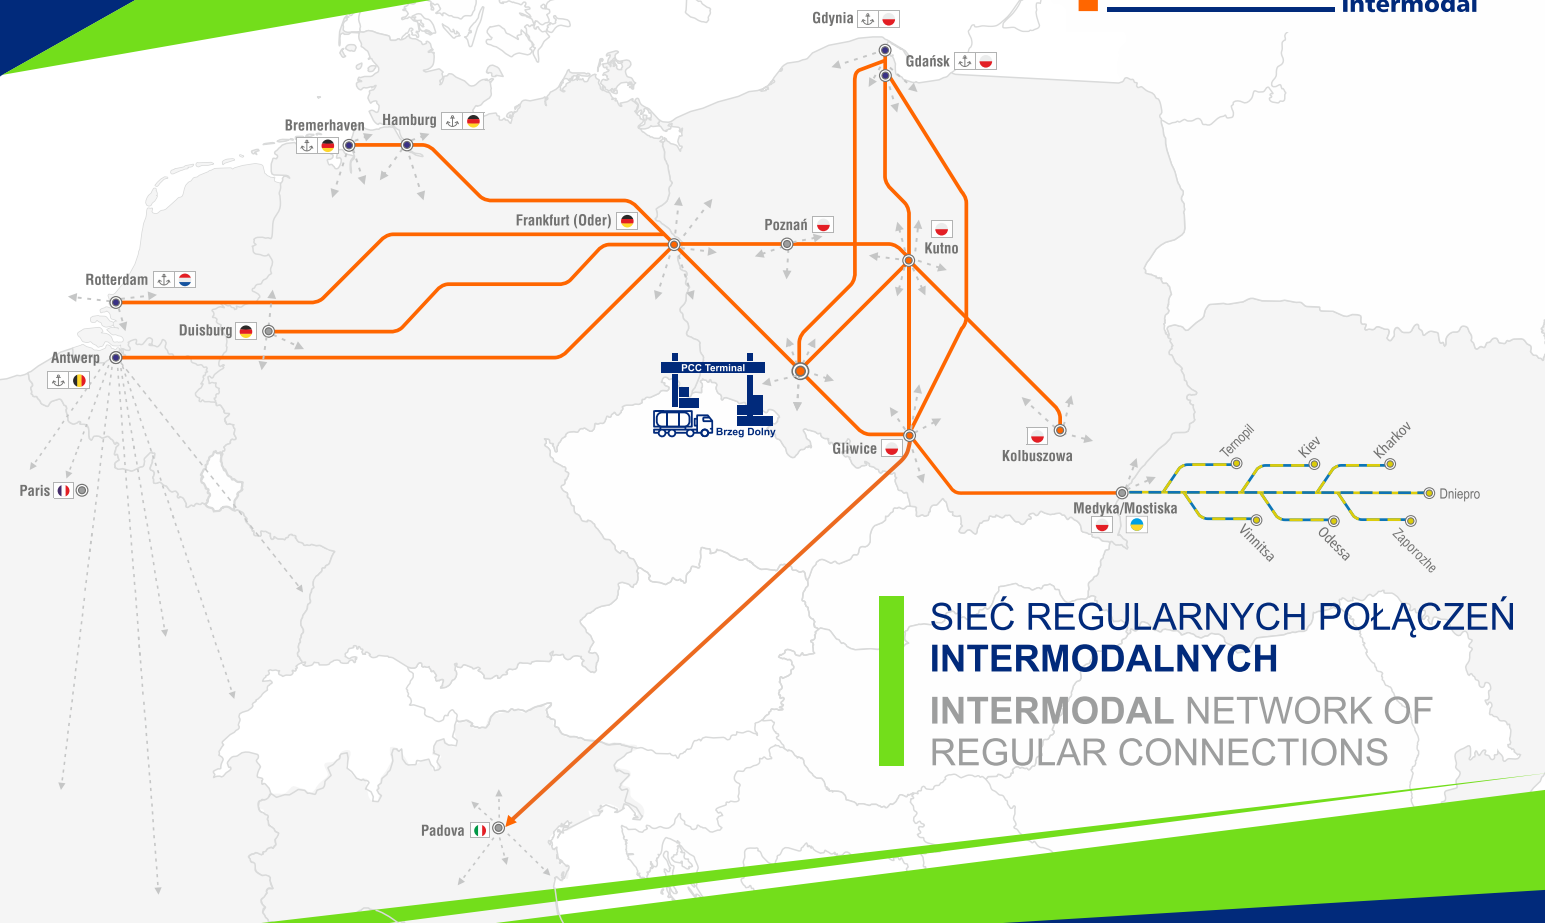 Intermodal
Gdynia
Gdańsk
Bremerhaven
Hamburg
Frankfurt (Oder)
Poznań
Kutno
Rotterdam
Duisburg
Antwerp
PCC Terminal
Brzeg Dolny
Gliwice
Kolbuszowa
Paris
Medyka/Mostiska
Ternopil
Kiev
Kharkov
Dniepro
Vinnitsa
Odessa
Zaporozhe
SIEĆ REGULARNYCH POŁĄCZEŃ
INTERMODALNYCH
INTERMODAL NETWORK OF
REGULAR CONNECTIONS
Padova